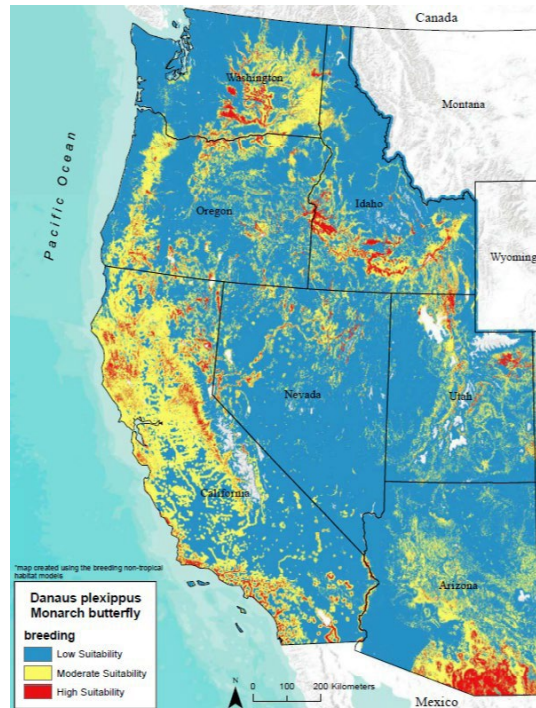 Canada
Washington
Montana
Pacific Ocean
Oregon
Idaho
Wyoming
Nevada
Utah
California
Arizona
*map created using the breeding non-tropical
habitat models
Danaus plexippus
Monarch butterfly
breeding
Low Suitability
Moderate Suitability
High Suitability
N
0 100 200 Kilometers
Mexico